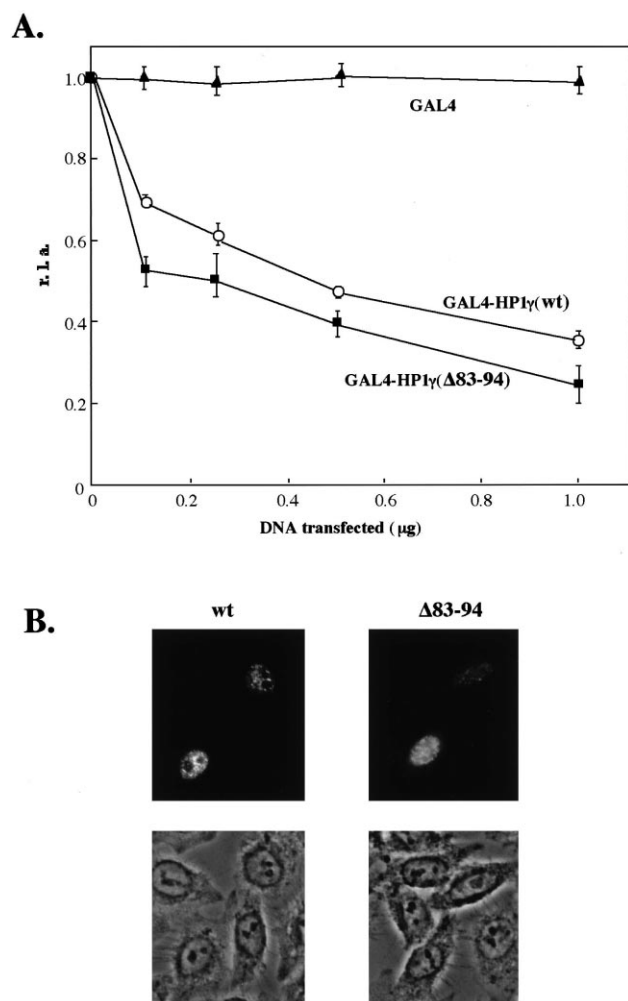 A.
1.0
GAL4
0.8
0.6
r. l. a.
GAL4-HP1γ(wt)
0.4
GAL4-HP1γ(Δ83-94)
0.2
0
0 0.2 0.4 0.6 0.8 1.0
DNA transfected (μg)
wt Δ83-94
B.